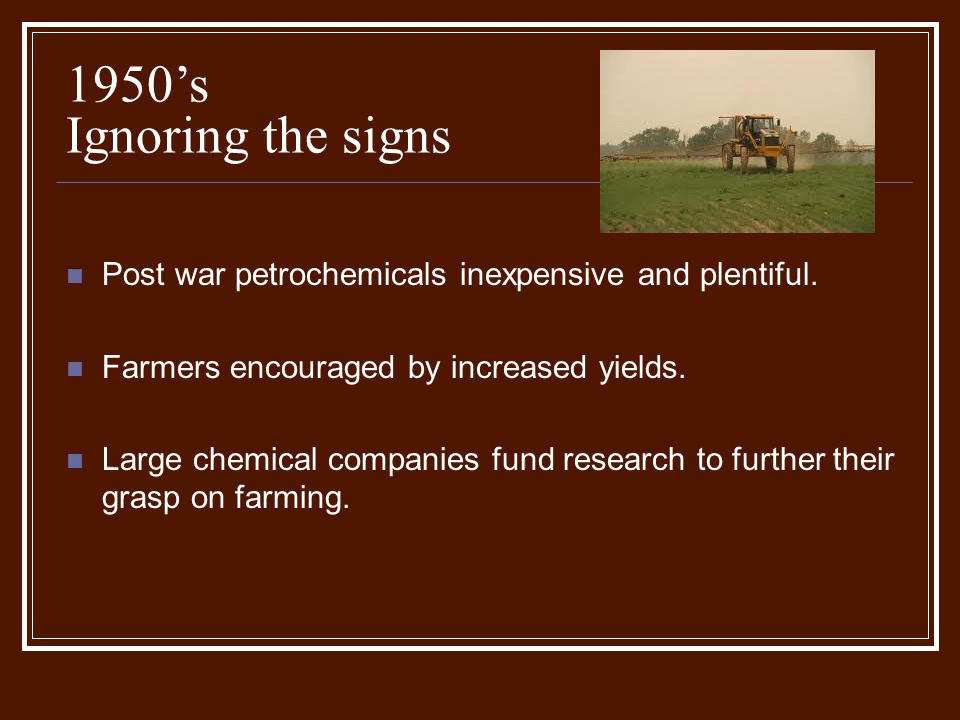 1950’s
Ignoring the signs
Post war petrochemicals inexpensive and plentiful.
Farmers encouraged by increased yields.
Large chemical companies fund research to further their
grasp on farming.